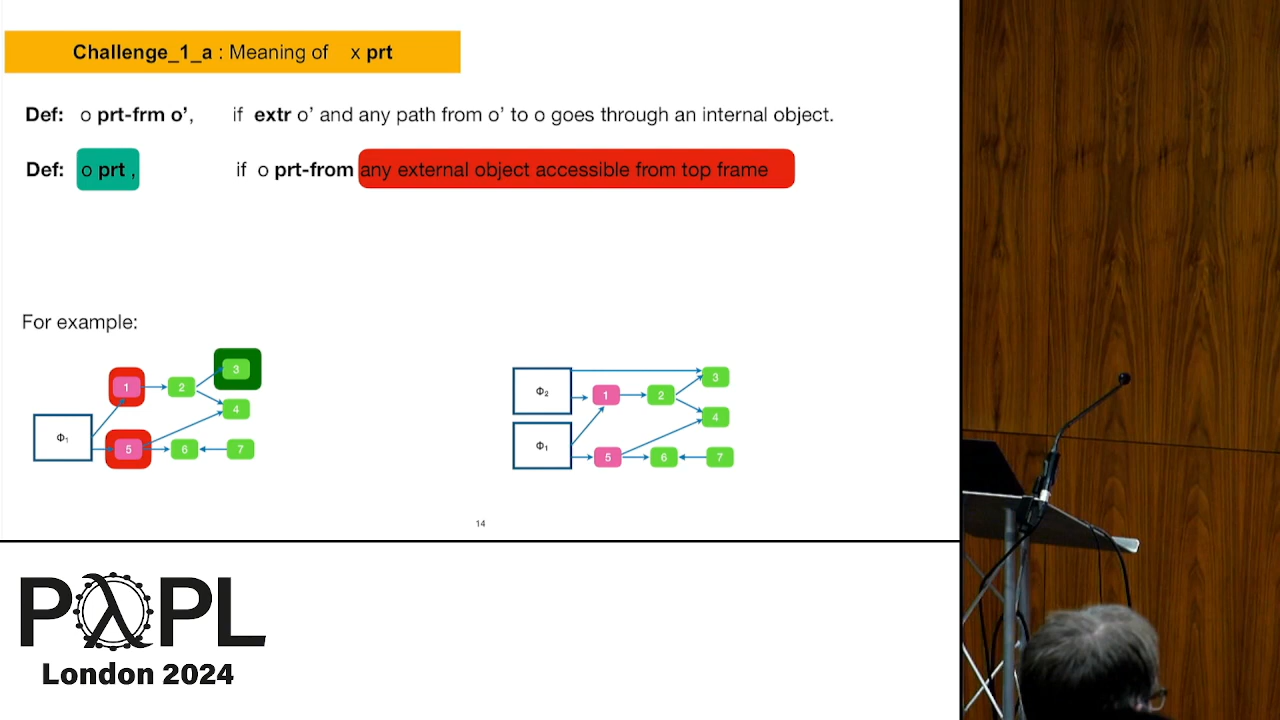 Challenge_1_a : Meaning of x prt
Def: o prt-frm o’, if extr o’ and any path from o’ to o goes through an internal object.
Def: o prt , if o prt-from any external object accessible from top frame
For example:
1 2 3
4
Φ₁
5 6 7
Φ₂ 1 2 3
4
Φ₁
5 6 7
14
PλPL
London 2024